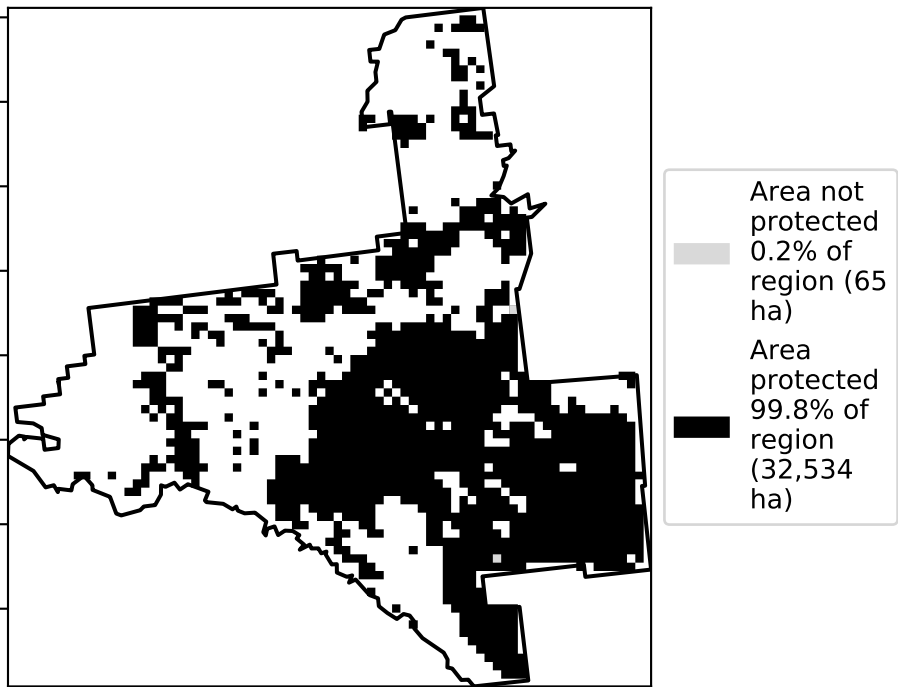 Area not
protected
0.2% of
region (65
ha)
Area
protected
99.8% of
region
(32,534
ha)